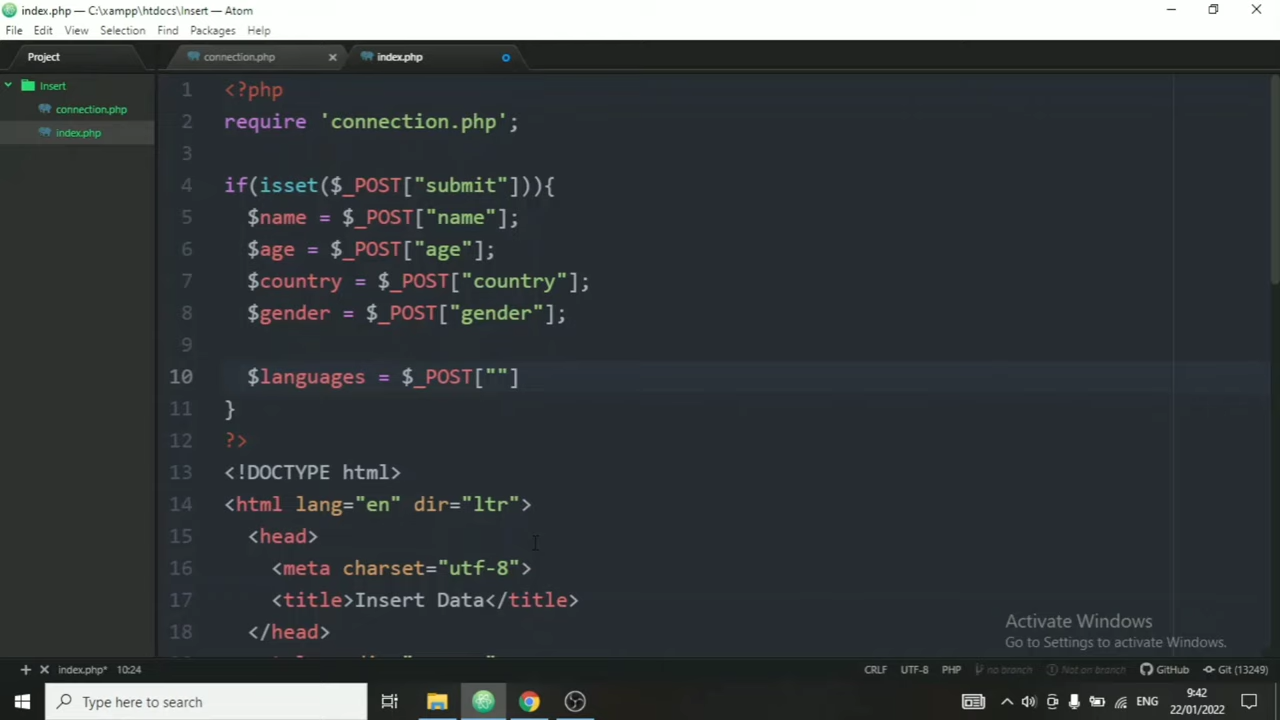 index.php — C:\xampp\htdocs\Insert — Atom
File Edit View Selection Find Packages Help
Project
connection.php
index.php
Insert
connection.php
index.php
1 <?php
2 require 'connection.php';
3
4 if(isset($_POST["submit"])){
5 $name = $_POST["name"];
6 $age = $_POST["age"];
7 $country = $_POST["country"];
8 $gender = $_POST["gender"];
9
10 $languages = $_POST[""]
11 }
12 ?>
13 <!DOCTYPE html>
14 <html lang="en" dir="ltr">
15 <head>
16 <meta charset="utf-8">
17 <title>Insert Data</title>
18 </head>
Activate Windows
Go to Settings to activate Windows.
index.php* 10:24 CRLF UTF-8 PHP no branch Not on branch GitHub Git (13249)
Type here to search
ENG
9:42
22/01/2022